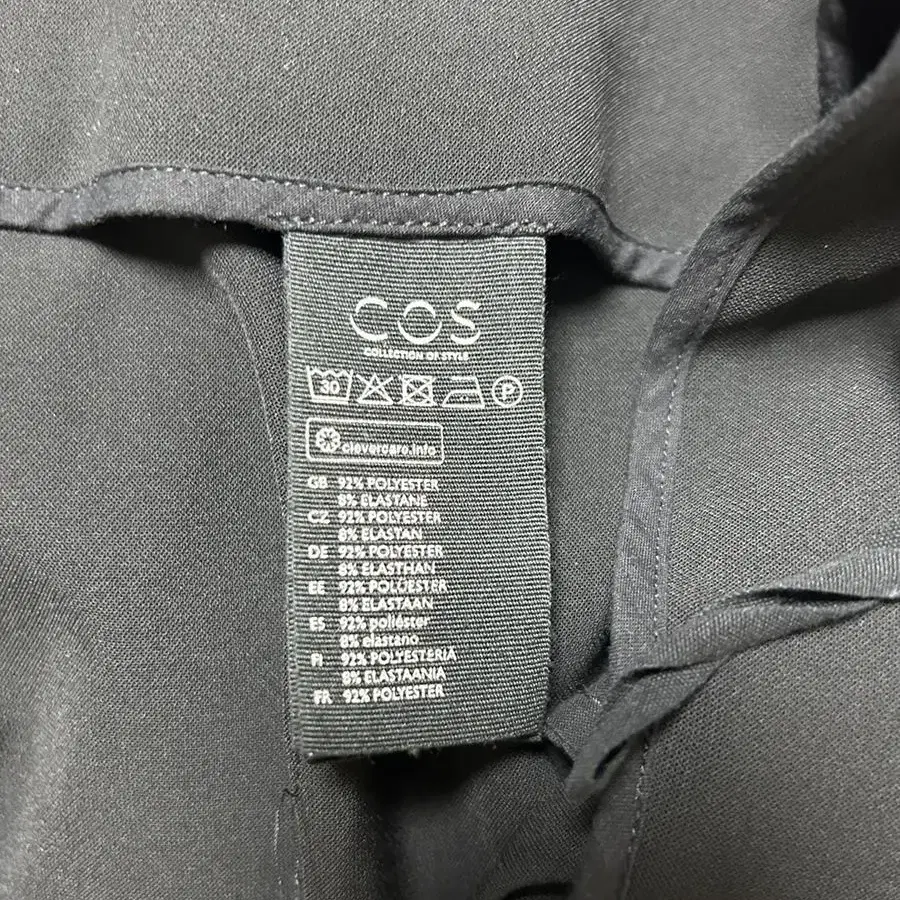 COS
COLLECTION OF STYLE
30 P
clevercare.info
GB 92% POLYESTER
8% ELASTANE
CZ 92% POLYESTER
8% ELASTAN
DE 92% POLYESTER
8% ELASTHAN
EE 92% POLÜESTER
8% ELASTAAN
ES 92% poliéster
8% elastano
FI 92% POLYESTERIA
8% ELASTAANIA
FR 92% POLYESTER